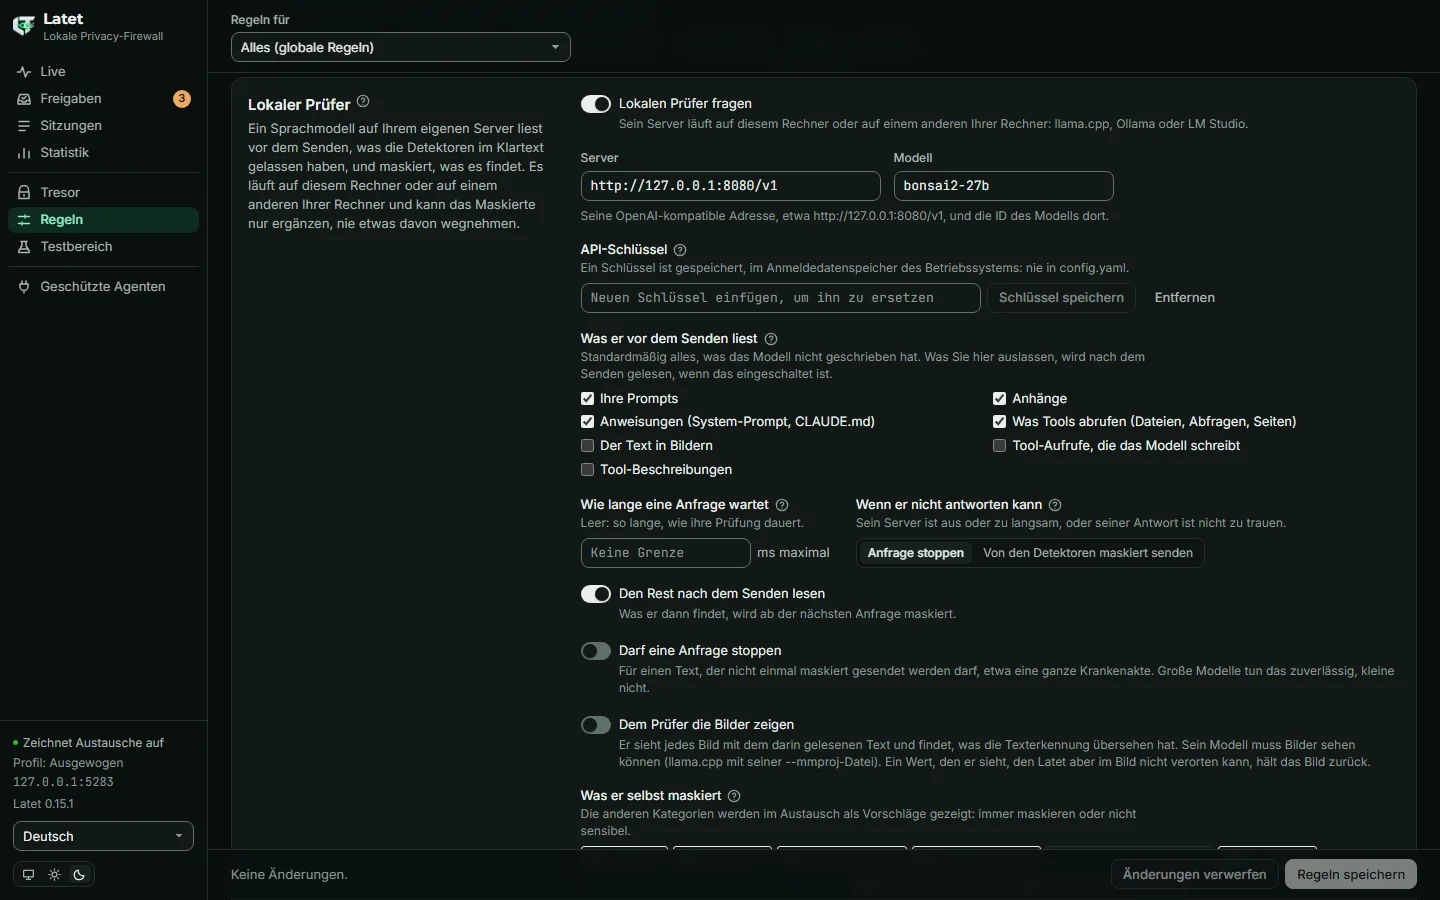 Latet
Lokale Privacy-Firewall
Live
Freigaben
3
Sitzungen
Statistik
Tresor
Regeln
Testbereich
Geschützte Agenten
Zeichnet Austausche auf
Profil: Ausgewogen
127.0.0.1:5283
Latet 0.15.1
Deutsch
Regeln für
Alles (globale Regeln)
Lokaler Prüfer
Ein Sprachmodell auf Ihrem eigenen Server liest
vor dem Senden, was die Detektoren im Klartext
gelassen haben, und maskiert, was es findet. Es
läuft auf diesem Rechner oder auf einem
anderen Ihrer Rechner und kann das Maskierte
nur ergänzen, nie etwas davon wegnehmen.
Lokalen Prüfer fragen
Sein Server läuft auf diesem Rechner oder auf einem anderen Ihrer Rechner: llama.cpp, Ollama oder LM Studio.
Server
Modell
http://127.0.0.1:8080/v1
bonsai2-27b
Seine OpenAI-kompatible Adresse, etwa http://127.0.0.1:8080/v1, und die ID des Modells dort.
API-Schlüssel
Ein Schlüssel ist gespeichert, im Anmeldedatenspeicher des Betriebssystems: nie in config.yaml.
Neuen Schlüssel einfügen, um ihn zu ersetzen
Schlüssel speichern
Entfernen
Was er vor dem Senden liest
Standardmäßig alles, was das Modell nicht geschrieben hat. Was Sie hier auslassen, wird nach dem
Senden gelesen, wenn das eingeschaltet ist.
Ihre Prompts
Anhänge
Anweisungen (System-Prompt, CLAUDE.md)
Was Tools abrufen (Dateien, Abfragen, Seiten)
Der Text in Bildern
Tool-Aufrufe, die das Modell schreibt
Tool-Beschreibungen
Wie lange eine Anfrage wartet
Leer: so lange, wie ihre Prüfung dauert.
Keine Grenze
ms maximal
Wenn er nicht antworten kann
Sein Server ist aus oder zu langsam, oder seiner Antwort ist nicht zu trauen.
Anfrage stoppen
Von den Detektoren maskiert senden
Den Rest nach dem Senden lesen
Was er dann findet, wird ab der nächsten Anfrage maskiert.
Darf eine Anfrage stoppen
Für einen Text, der nicht einmal maskiert gesendet werden darf, etwa eine ganze Krankenakte. Große Modelle tun das zuverlässig, kleine
nicht.
Dem Prüfer die Bilder zeigen
Er sieht jedes Bild mit dem darin gelesenen Text und findet, was die Texterkennung übersehen hat. Sein Modell muss Bilder sehen
können (llama.cpp mit seiner --mmproj-Datei). Ein Wert, den er sieht, den Latet aber im Bild nicht verorten kann, hält das Bild zurück.
Was er selbst maskiert
Die anderen Kategorien werden im Austausch als Vorschläge gezeigt: immer maskieren oder nicht
sensibel.
Keine Änderungen.
Änderungen verwerfen
Regeln speichern